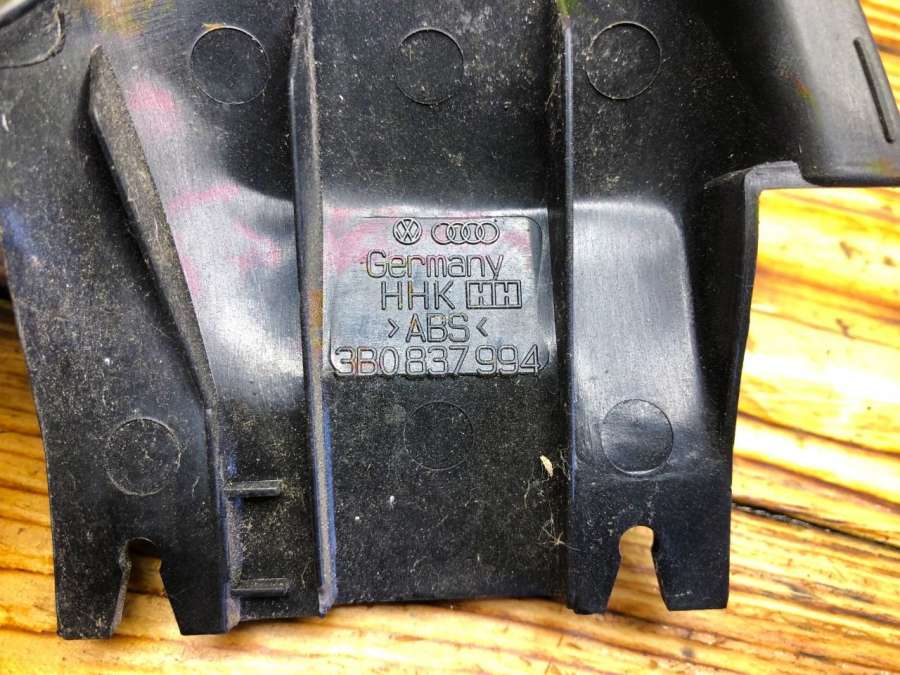 Germany
HHK HH
>ABS<
3B0 837 994